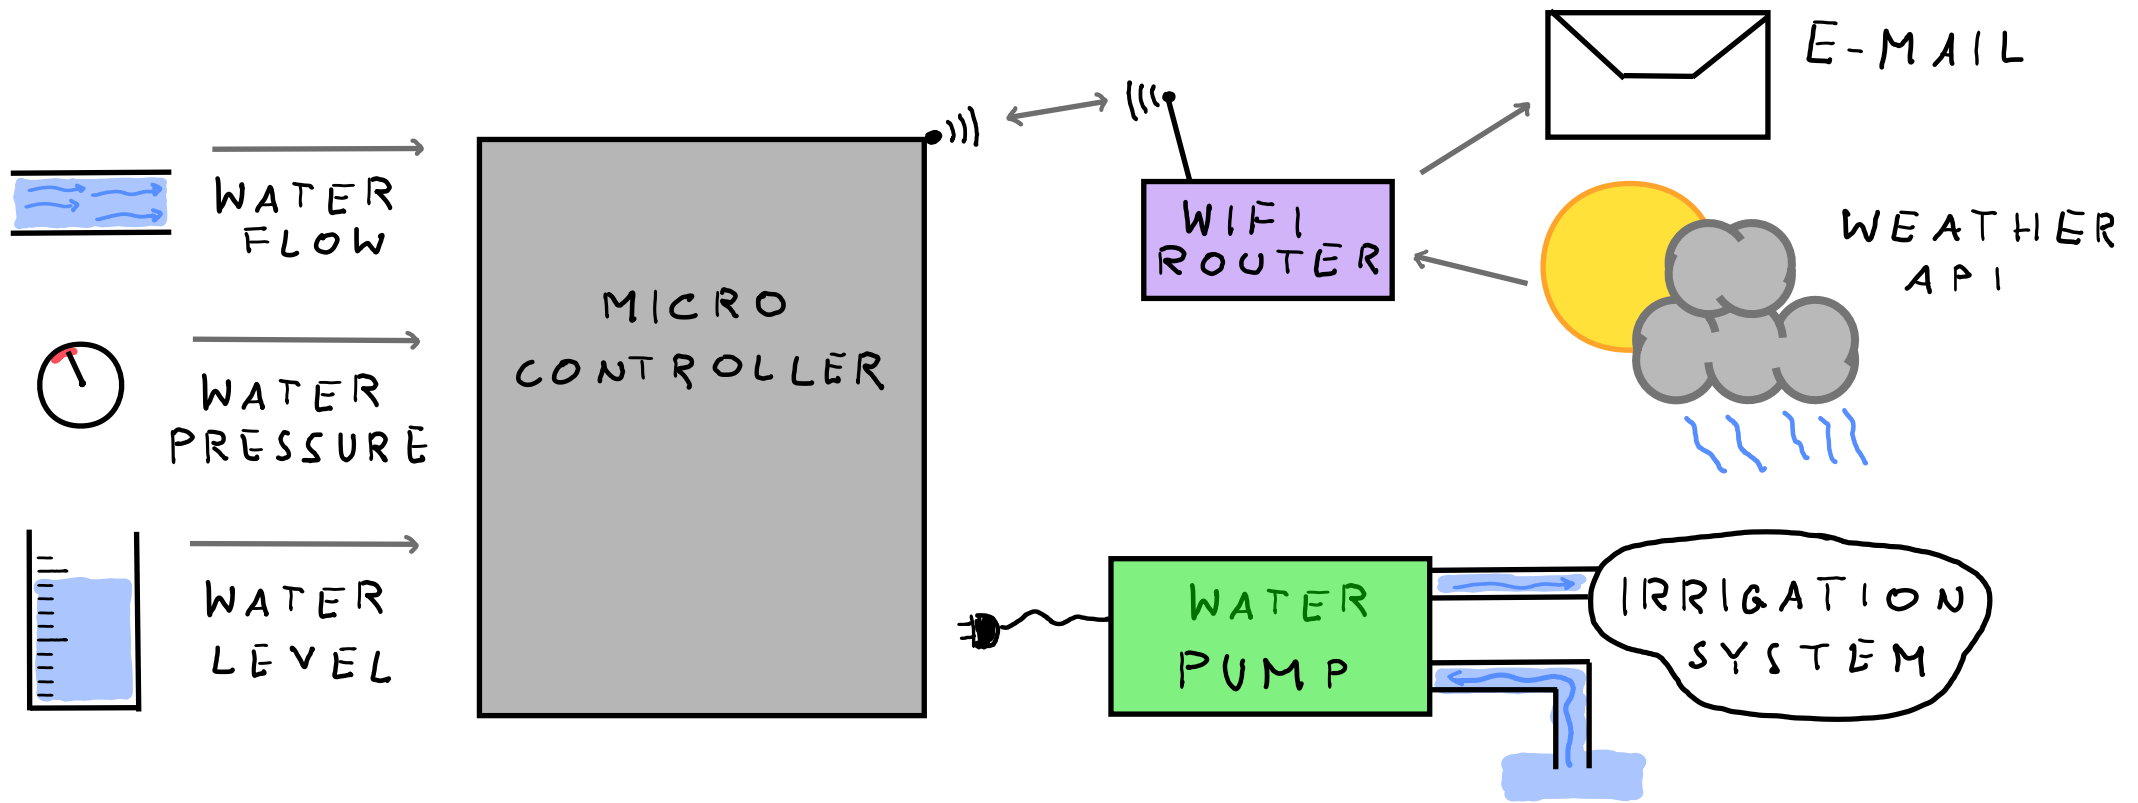 WATER
FLOW
WATER
PRESSURE
WATER
LEVEL
MICRO
CONTROLLER
WIFI
ROUTER
E-MAIL
WEATHER
API
WATER
PUMP
IRRIGATION
SYSTEM